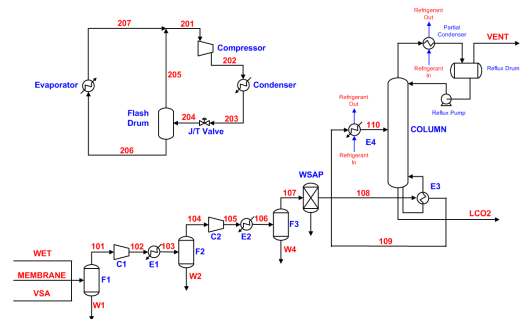 207
201
Compressor
202
205
Evaporator
Condenser
Flash
Drum
204
203
J/T Valve
206
Refrigerant
Out
Partial
Condenser
VENT
Refrigerant
In
Reflux Drum
Reflux Pump
COLUMN
Refrigerant
Out
110
E4
Refrigerant
In
WSAP
107
108
E3
LCO2
109
104
105
106
C2
E2
F3
W4
101
102
103
C1
E1
F2
W2
WET
MEMBRANE
VSA
F1
W1